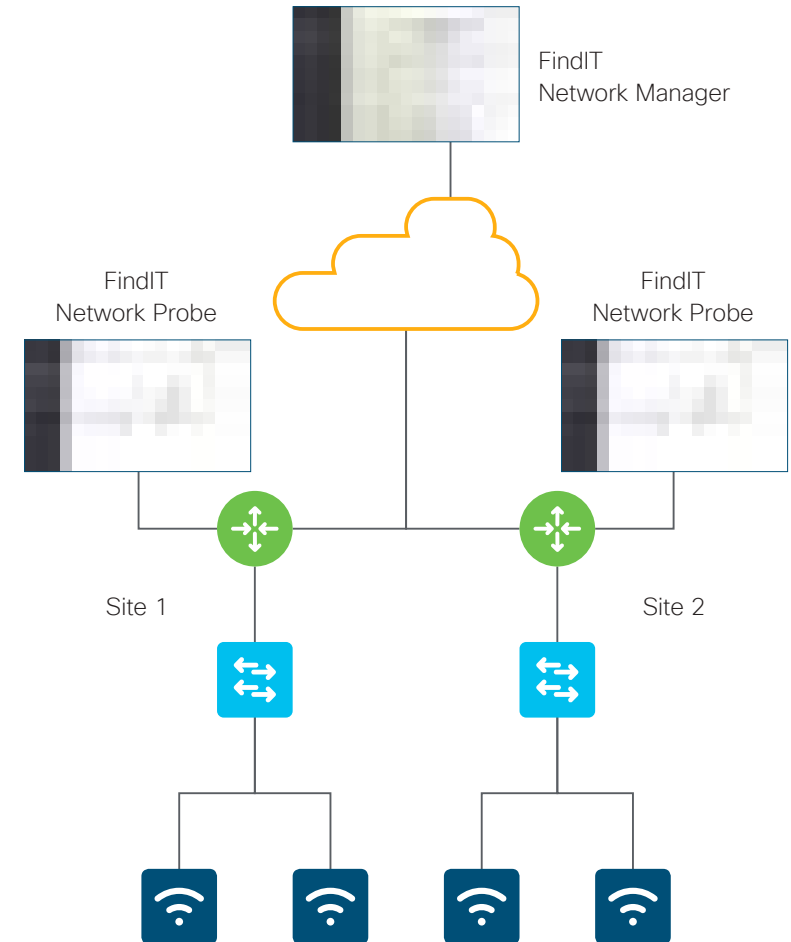 FindIT
Network Manager
FindIT
Network Probe
FindIT
Network Probe
Site 1
Site 2